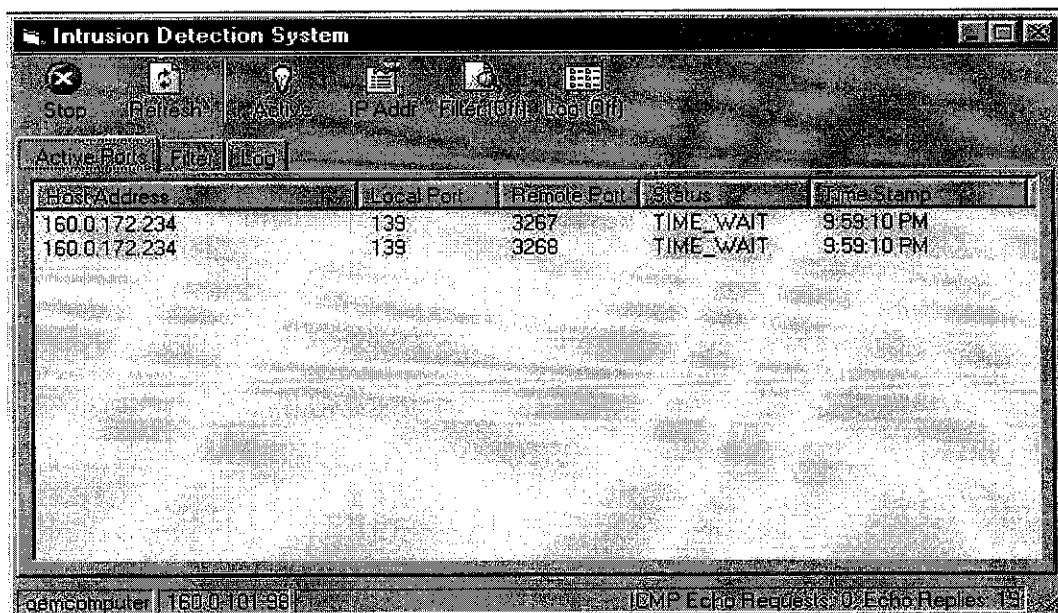 Intrusion Detection System
Stop Refresh Active IP Addr Filter (Off) Log (Off)
Active Ports Filter Log
Host Address Local Port Remote Port Status Time Stamp
160.0.172.234 139 3267 TIME_WAIT 9:59:10 PM
160.0.172.234 139 3268 TIME_WAIT 9:59:10 PM
oemcomputer 160.0.101.96 ICMP Echo Requests: 0 Echo Replies: 19